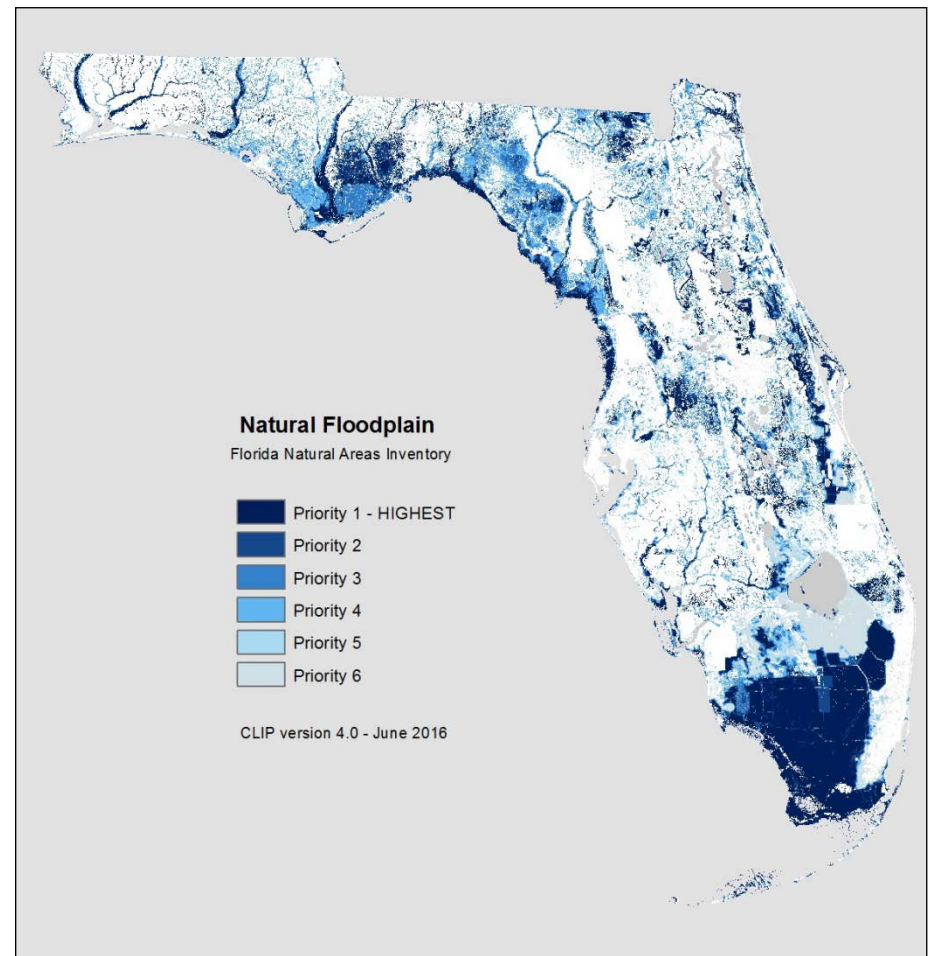 Natural Floodplain
Florida Natural Areas Inventory
Priority 1 - HIGHEST
Priority 2
Priority 3
Priority 4
Priority 5
Priority 6
CLIP version 4.0 - June 2016